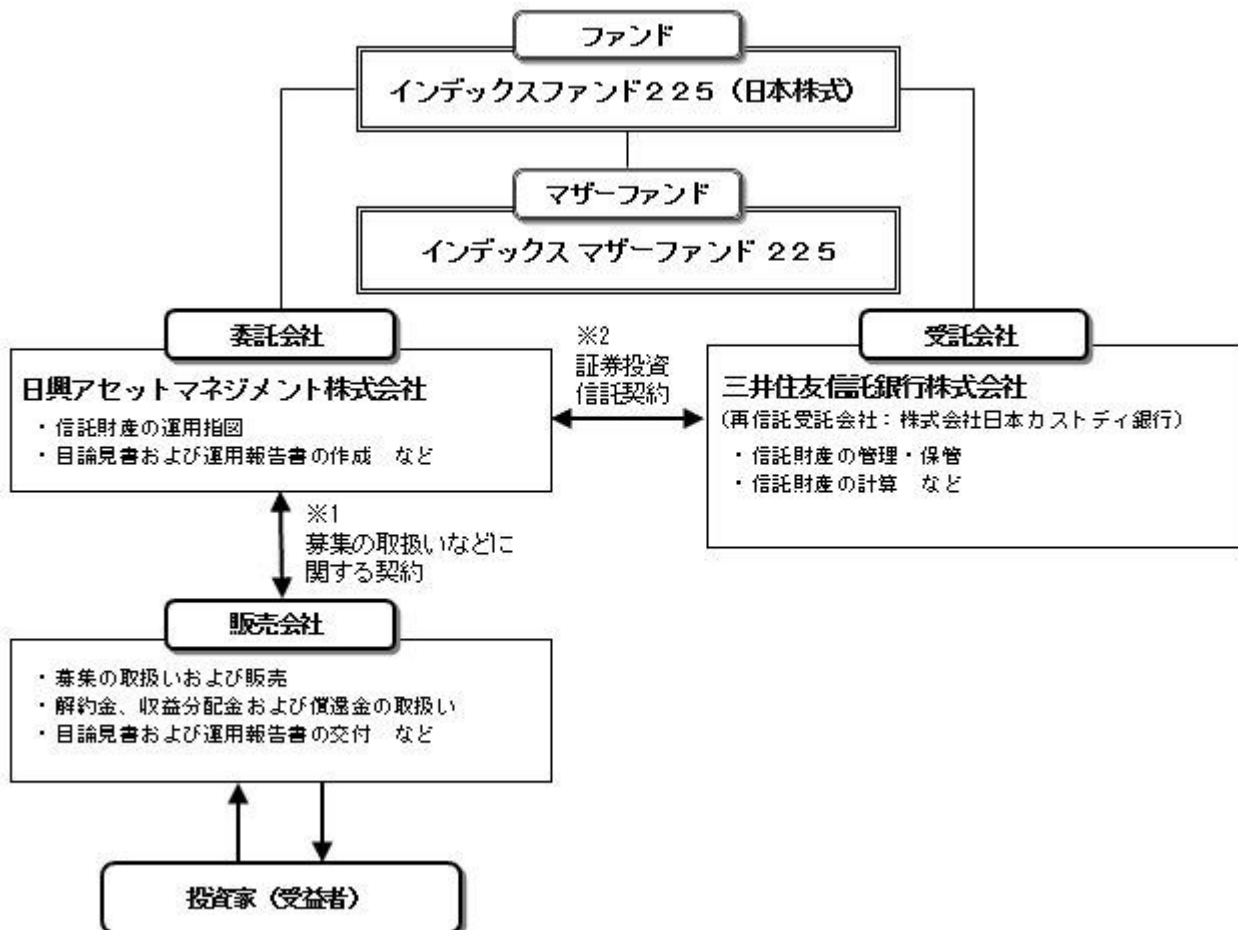 ファンド
インデックスファンド２２５（日本株式）
マザーファンド
インデックス マザーファンド ２２５
委託会社
日興アセットマネジメント株式会社
・信託財産の運用指図
・目論見書および運用報告書の作成　など
※2
証券投資
信託契約
受託会社
三井住友信託銀行株式会社
（再信託受託会社：株式会社日本カストディ銀行）
・信託財産の管理・保管
・信託財産の計算　など
※1
募集の取扱いなどに
関する契約
販売会社
・募集の取扱いおよび販売
・解約金、収益分配金および償還金の取扱い
・目論見書および運用報告書の交付　など
投資家（受益者）